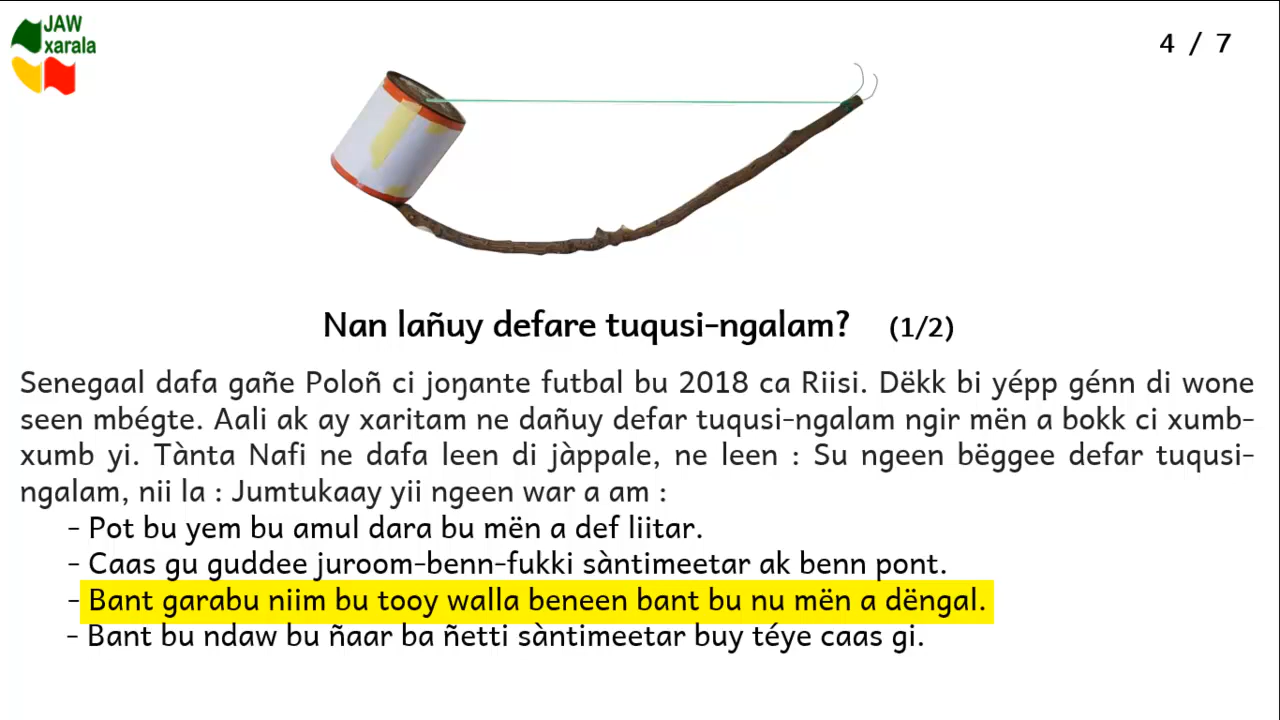 JAW
xarala
4 / 7
Nan lañuy defare tuqusi-ngalam? (1/2)
Senegaal dafa gañe Poloñ ci joŋante futbal bu 2018 ca Riisi. Dëkk bi yépp génn di wone
seen mbégte. Aali ak ay xaritam ne dañuy defar tuqusi-ngalam ngir mën a bokk ci xumb-
xumb yi. Tànta Nafi ne dafa leen di jàppale, ne leen : Su ngeen bëggee defar tuqusi-
ngalam, nii la : Jumtukaay yii ngeen war a am :
- Pot bu yem bu amul dara bu mën a def liitar.
- Caas gu guddee juroom-benn-fukki sàntimeetar ak benn pont.
- Bant garabu niim bu tooy walla beneen bant bu nu mën a dëngal.
- Bant bu ndaw bu ñaar ba ñetti sàntimeetar buy téye caas gi.